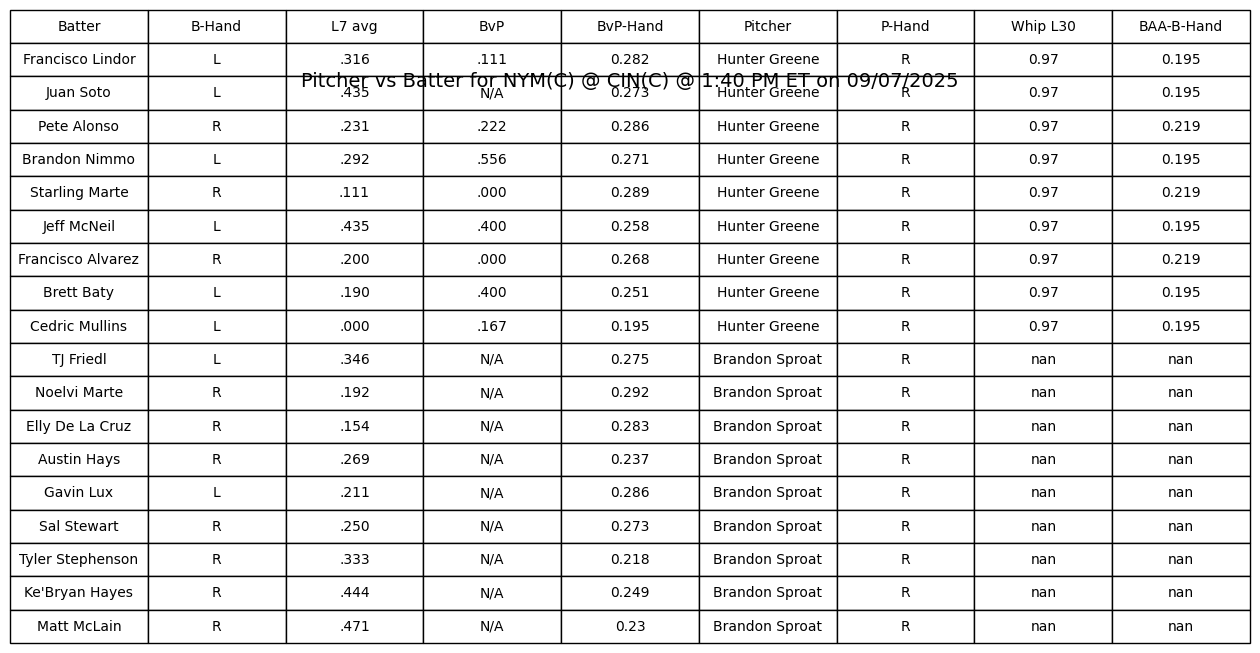 Batter B-Hand L7 avg BvP BvP-Hand Pitcher P-Hand Whip L30 BAA-B-Hand
Francisco Lindor L .316 .111 0.282 Hunter Greene R 0.97 0.195
Pitcher vs Batter for NYM(C) @ CIN(C) @ 1:40 PM ET on 09/07/2025
Juan Soto L .435 N/A 0.273 Hunter Greene R 0.97 0.195
Pete Alonso R .231 .222 0.286 Hunter Greene R 0.97 0.219
Brandon Nimmo L .292 .556 0.271 Hunter Greene R 0.97 0.195
Starling Marte R .111 .000 0.289 Hunter Greene R 0.97 0.219
Jeff McNeil L .435 .400 0.258 Hunter Greene R 0.97 0.195
Francisco Alvarez R .200 .000 0.268 Hunter Greene R 0.97 0.219
Brett Baty L .190 .400 0.251 Hunter Greene R 0.97 0.195
Cedric Mullins L .000 .167 0.195 Hunter Greene R 0.97 0.195
TJ Friedl L .346 N/A 0.275 Brandon Sproat R nan nan
Noelvi Marte R .192 N/A 0.292 Brandon Sproat R nan nan
Elly De La Cruz R .154 N/A 0.283 Brandon Sproat R nan nan
Austin Hays R .269 N/A 0.237 Brandon Sproat R nan nan
Gavin Lux L .211 N/A 0.286 Brandon Sproat R nan nan
Sal Stewart R .250 N/A 0.273 Brandon Sproat R nan nan
Tyler Stephenson R .333 N/A 0.218 Brandon Sproat R nan nan
Ke'Bryan Hayes R .444 N/A 0.249 Brandon Sproat R nan nan
Matt McLain R .471 N/A 0.23 Brandon Sproat R nan nan